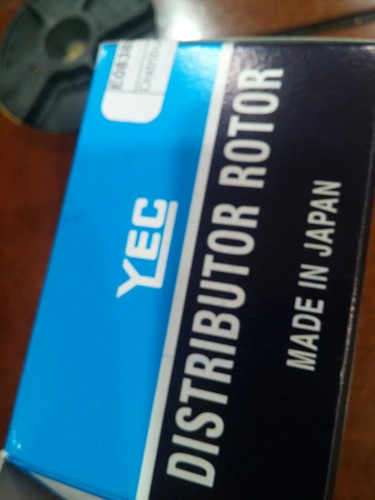 YEC
DISTRIBUTOR ROTOR
MADE IN JAPAN